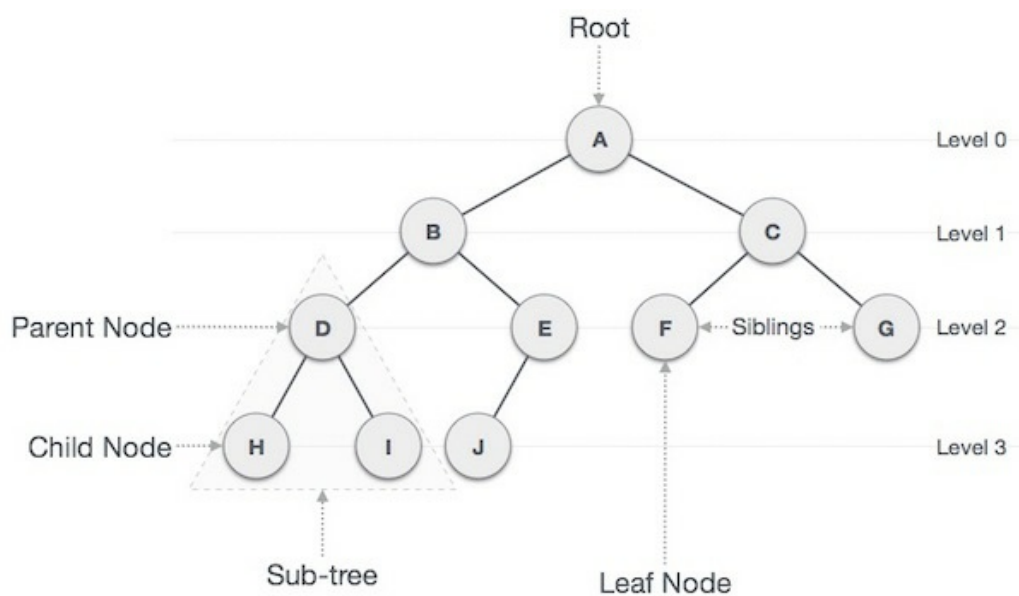 Root
A
Level 0
B
C
Level 1
Parent Node
D
E
F
Siblings
G
Level 2
Child Node
H
I
J
Level 3
Sub-tree
Leaf Node